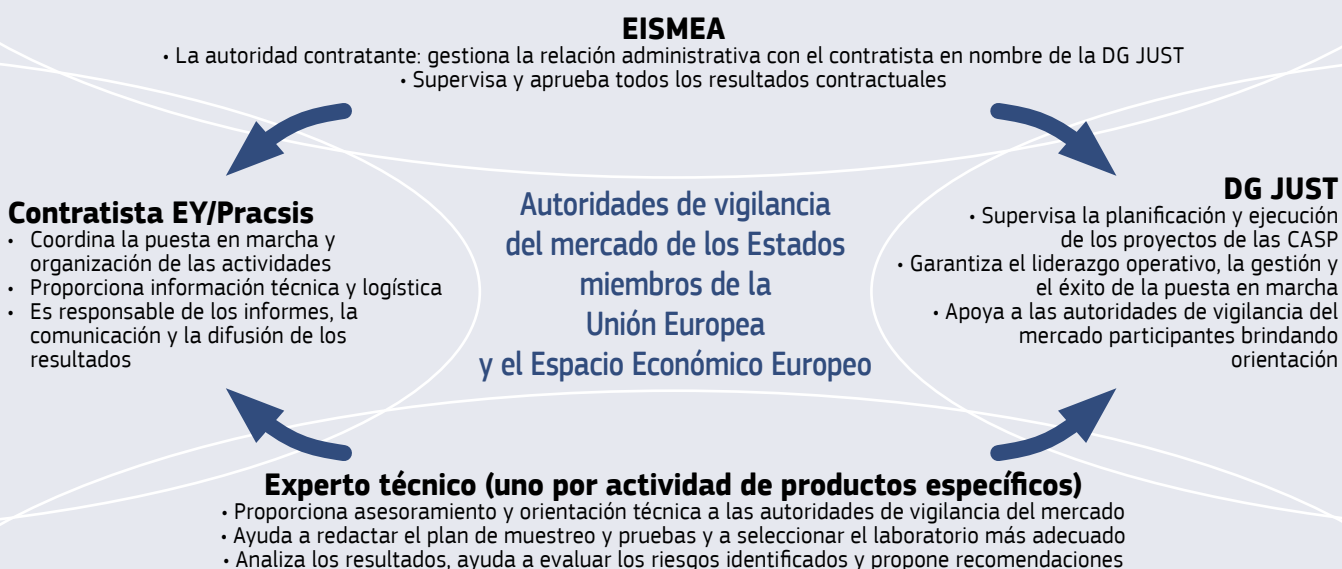 EISMEA
• La autoridad contratante: gestiona la relación administrativa con el contratista en nombre de la DG JUST
• Supervisa y aprueba todos los resultados contractuales
Contratista EY/Pracsis
• Coordina la puesta en marcha y
organización de las actividades
• Proporciona información técnica y logística
• Es responsable de los informes, la
comunicación y la difusión de los
resultados
Autoridades de vigilancia
del mercado de los Estados
miembros de la
Unión Europea
y el Espacio Económico Europeo
DG JUST
• Supervisa la planificación y ejecución
de los proyectos de las CASP
• Garantiza el liderazgo operativo, la gestión y
el éxito de la puesta en marcha
• Apoya a las autoridades de vigilancia del
mercado participantes brindando
orientación
Experto técnico (uno por actividad de productos específicos)
• Proporciona asesoramiento y orientación técnica a las autoridades de vigilancia del mercado
• Ayuda a redactar el plan de muestreo y pruebas y a seleccionar el laboratorio más adecuado
• Analiza los resultados, ayuda a evaluar los riesgos identificados y propone recomendaciones